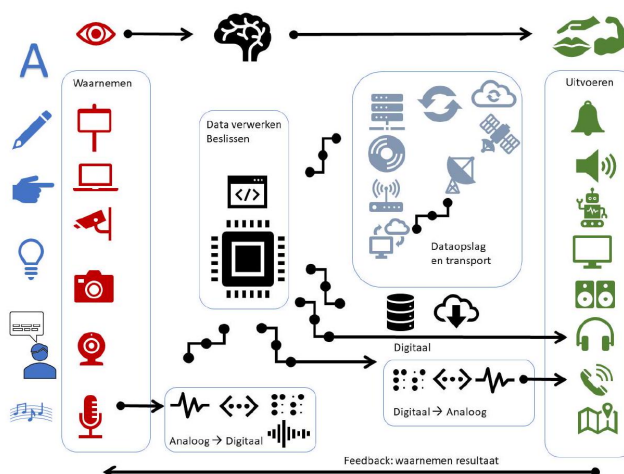 A
Waarnemen
Data verwerken
Beslissen
</>
Dataopslag
en transport
Uitvoeren
Digitaal
Analoog → Digitaal
Digitaal → Analoog
Feedback: waarnemen resultaat